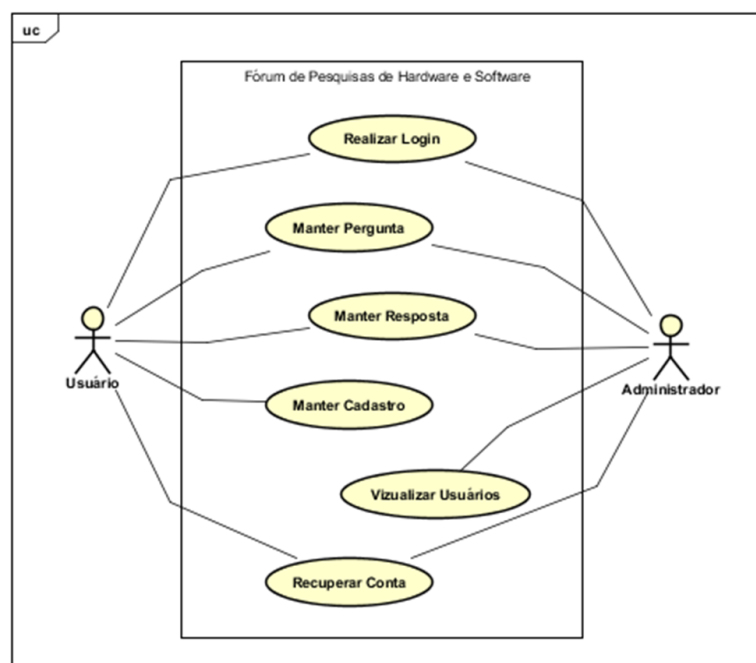 uc
Fórum de Pesquisas de Hardware e Software
Realizar Login
Manter Pergunta
Manter Resposta
Usuário
Administrador
Manter Cadastro
Vizualizar Usuários
Recuperar Conta